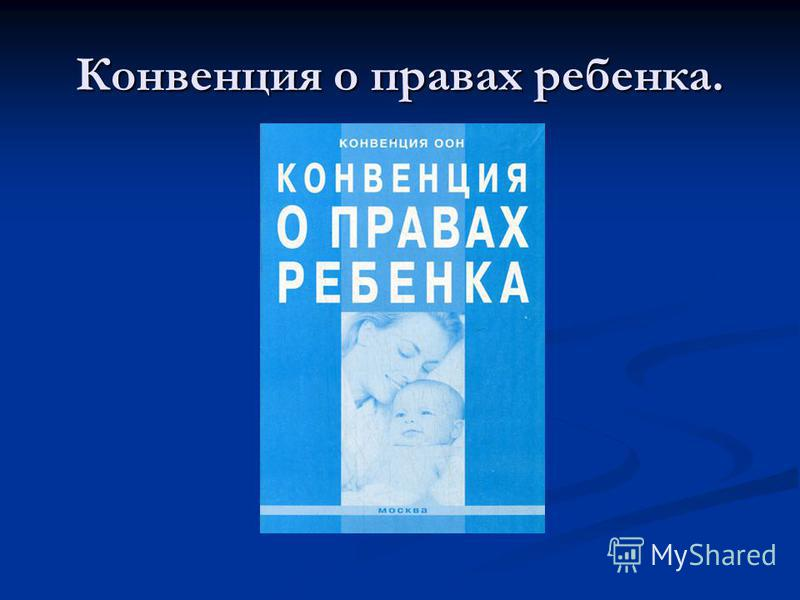 Конвенция о правах ребенка.
КОНВЕНЦИЯ ООН
КОНВЕНЦИЯ
О ПРАВАХ
РЕБЕНКА
МОСКВА
MyShared